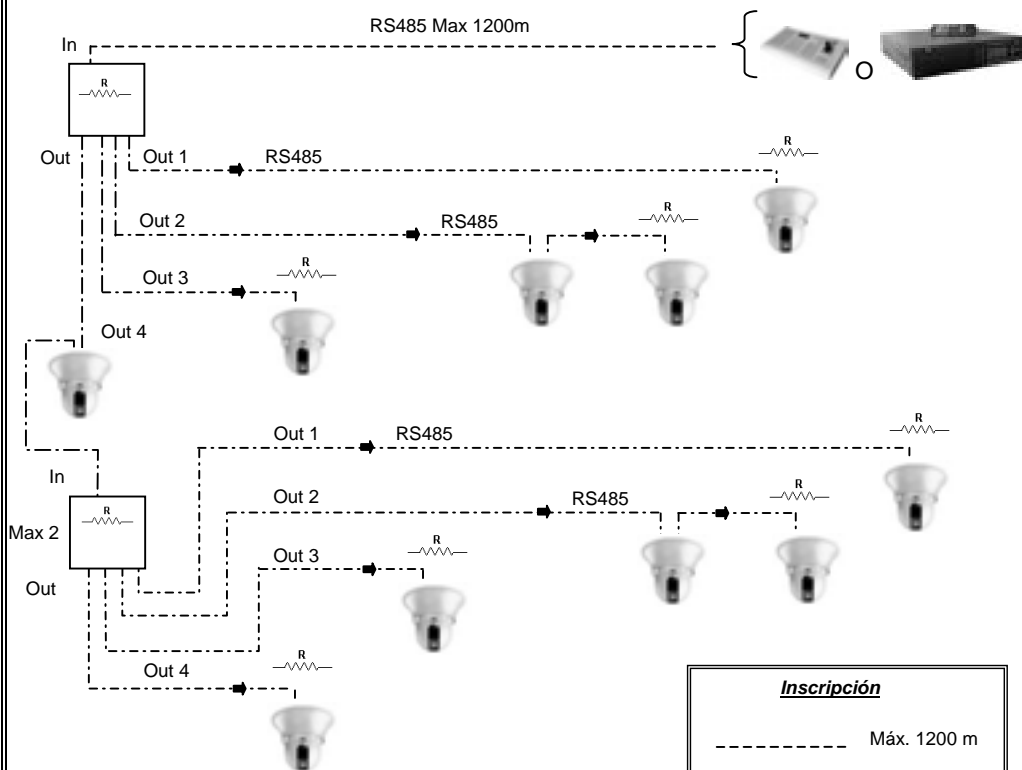 RS485 Max 1200m
In
O
R
R
Out
Out 1
RS485
R
Out 2
RS485
R
Out 3
Out 4
R
Out 1
RS485
In
Out 2
RS485
R
R
Max 2
Out 3
R
Out
R
Out 4
Inscripción
Máx. 1200 m